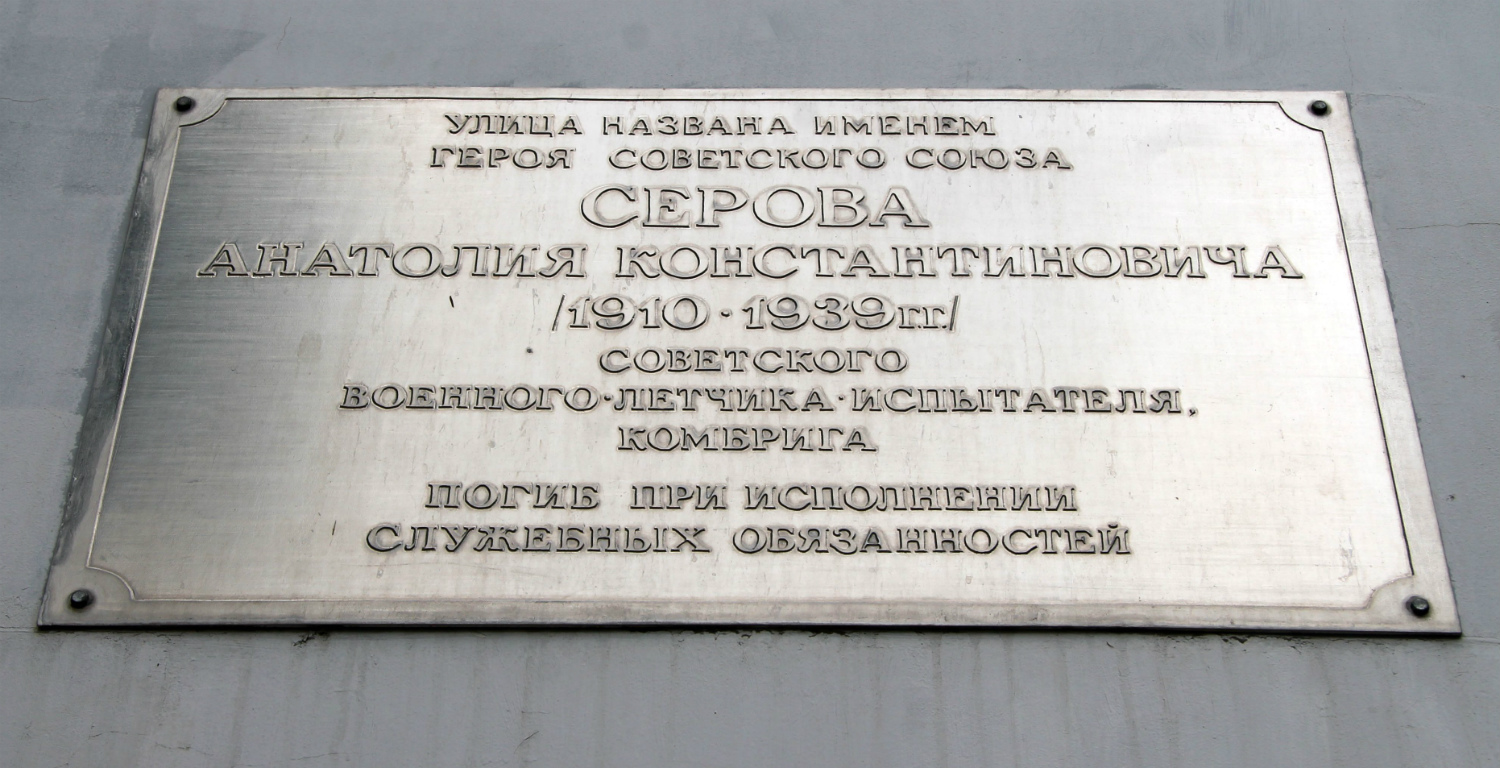 УЛИЦА НАЗВАНА ИМЕНЕМ
ГЕРОЯ СОВЕТСКОГО СОЮЗА
СЕРОВА
АНАТОЛИЯ КОНСТАНТИНОВИЧА
/1910 · 1939гг./
СОВЕТСКОГО
ВОЕННОГО·ЛЕТЧИКА·ИСПЫТАТЕЛЯ,
КОМБРИГА
ПОГИБ ПРИ ИСПОЛНЕНИИ
СЛУЖЕБНЫХ ОБЯЗАННОСТЕЙ